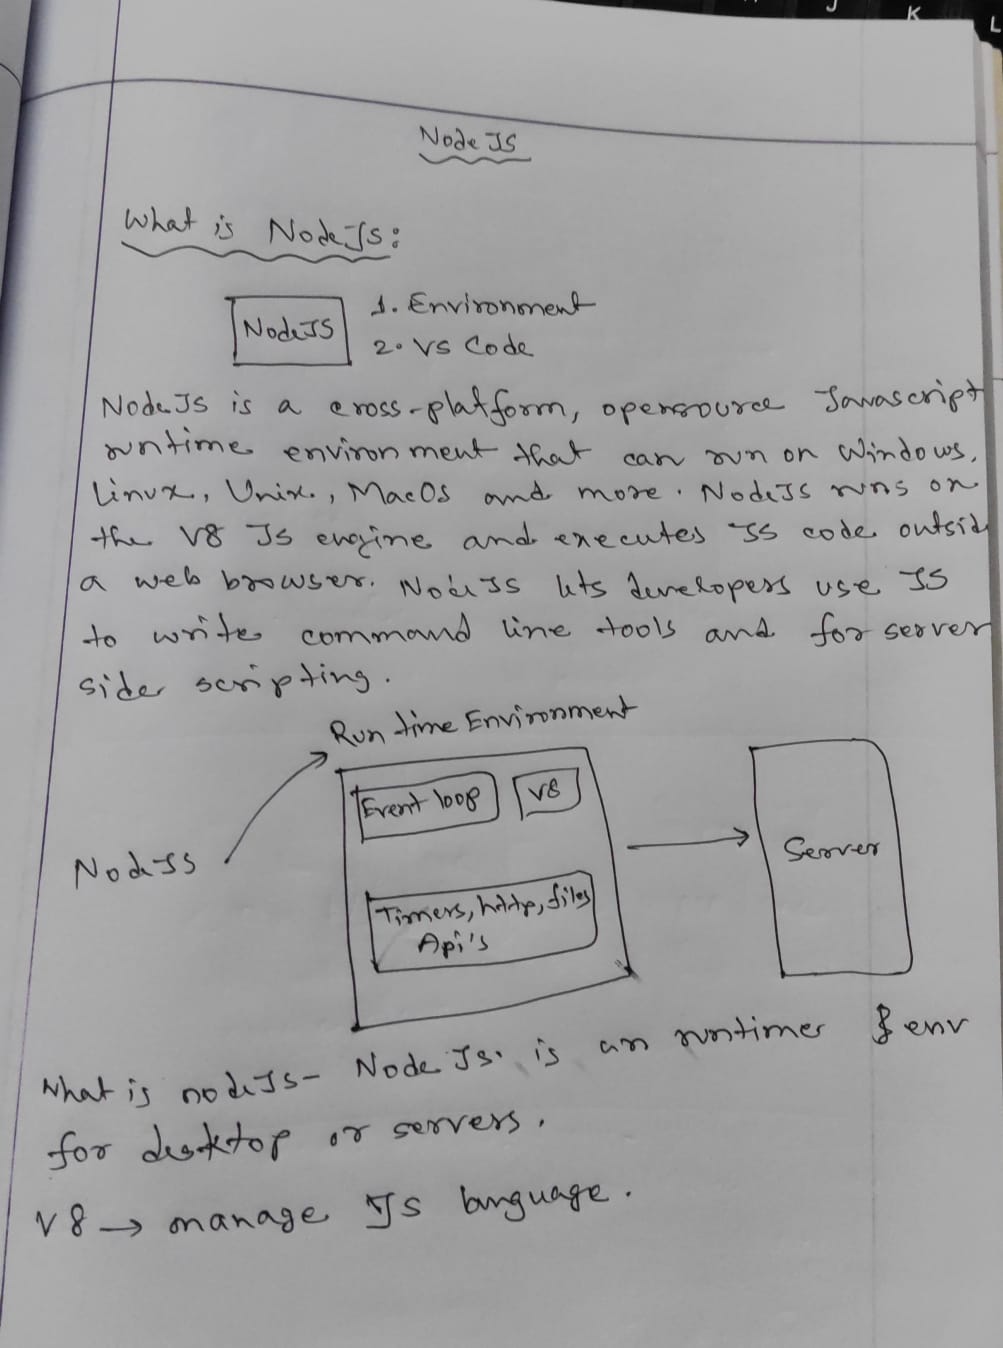 J K L
Node JS
What is NodeJS:
NodeJS
1. Environment
2. VS Code
NodeJS is a cross-platform, opensource Javascript
runtime environment that can run on Windows,
Linux, Unix, MacOS and more. NodeJS runs on
the V8 JS engine and executes JS code outsid
a web browser. NodeJS lets developers use JS
to write command line tools and for server
side scripting.
Run time Environment
Event loop
V8
NodeJS
Server
Timers, http, files
Api's
What is nodeJS- Node Js. is an runtimer env
for desktop or servers.
V8 → manage JS language.